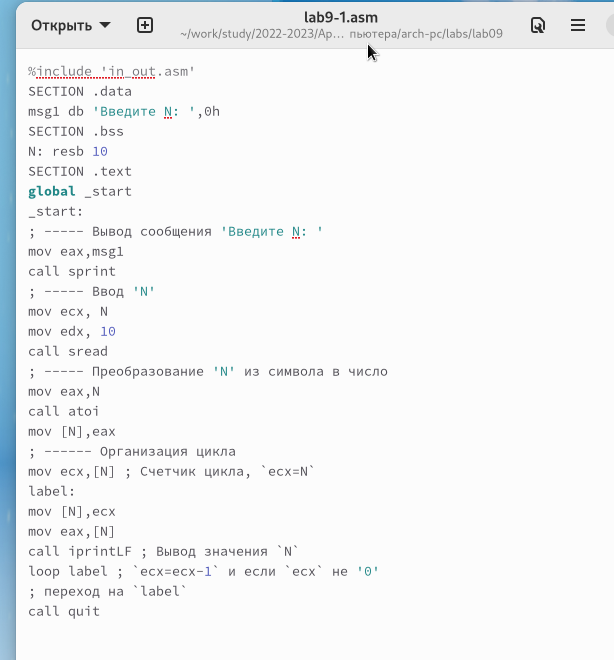 Открыть
lab9-1.asm
~/work/study/2022-2023/Ар... пьютера/arch-pc/labs/lab09
%include 'in_out.asm'
SECTION .data
msg1 db 'Введите N: ',0h
SECTION .bss
N: resb 10
SECTION .text
global _start
_start:
; ----- Вывод сообщения 'Введите N: '
mov eax,msg1
call sprint
; ----- Ввод 'N'
mov ecx, N
mov edx, 10
call sread
; ----- Преобразование 'N' из символа в число
mov eax,N
call atoi
mov [N],eax
; ------ Организация цикла
mov ecx,[N] ; Счетчик цикла, `ecx=N`
label:
mov [N],ecx
mov eax,[N]
call iprintLF ; Вывод значения `N`
loop label ; `ecx=ecx-1` и если `ecx` не '0'
; переход на `label`
call quit